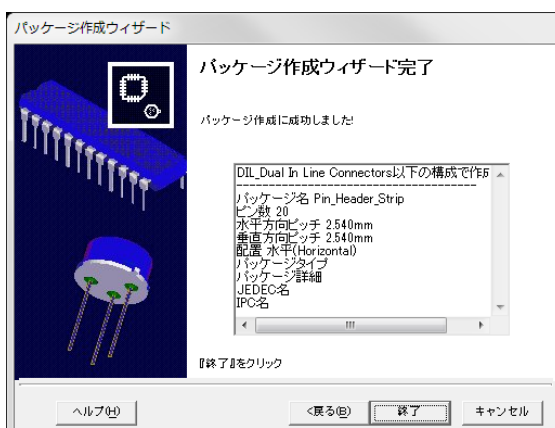 パッケージ作成ウィザード
パッケージ作成ウィザード完了
パッケージ作成に成功しました!
DIL_Dual In Line Connectors以下の構成で作成
----------------------------------------
パッケージ名 Pin_Header_Strip
ピン数 20
水平方向ピッチ 2.540mm
垂直方向ピッチ 2.540mm
配置 水平(Horizontal)
パッケージタイプ
パッケージ詳細
JEDEC名
IPC名
『終了』をクリック
ヘルプ(H)
<戻る(B)
終了
キャンセル